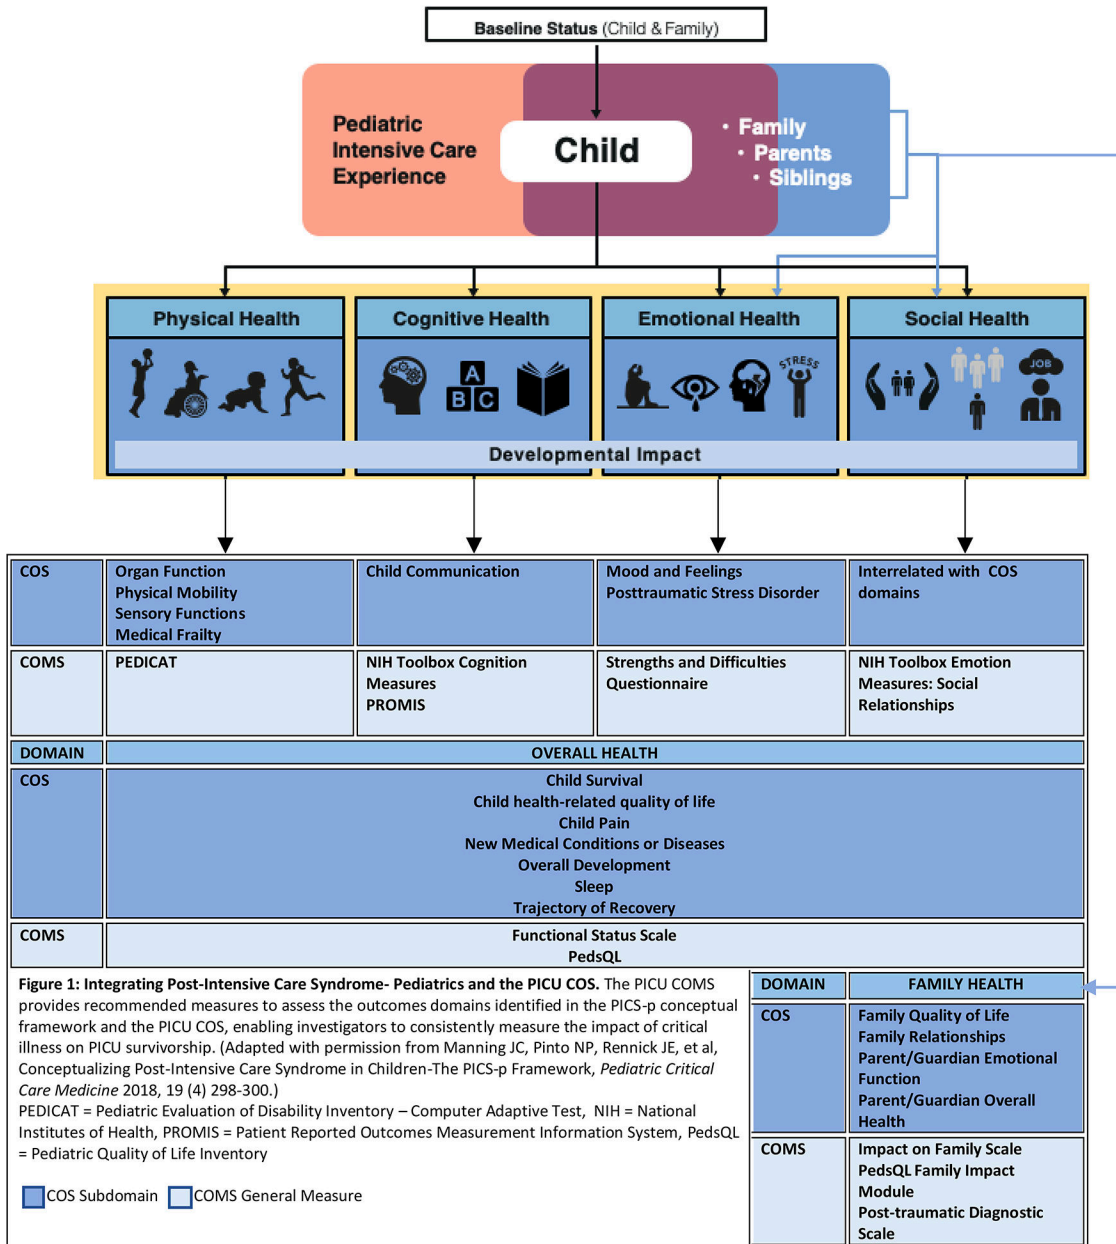 Baseline Status (Child & Family)
Pediatric
Intensive Care
Experience
Child
• Family
• Parents
• Siblings
Physical Health
Cognitive Health
Emotional Health
Social Health
A
B C
STRESS
JOB
Developmental Impact
COS
Organ Function
Physical Mobility
Sensory Functions
Medical Frailty
Child Communication
Mood and Feelings
Posttraumatic Stress Disorder
Interrelated with COS
domains
COMS
PEDICAT
NIH Toolbox Cognition
Measures
PROMIS
Strengths and Difficulties
Questionnaire
NIH Toolbox Emotion
Measures: Social
Relationships
DOMAIN
OVERALL HEALTH
COS
Child Survival
Child health-related quality of life
Child Pain
New Medical Conditions or Diseases
Overall Development
Sleep
Trajectory of Recovery
COMS
Functional Status Scale
PedsQL
Figure 1: Integrating Post-Intensive Care Syndrome- Pediatrics and the PICU COS. The PICU COMS
provides recommended measures to assess the outcomes domains identified in the PICS-p conceptual
framework and the PICU COS, enabling investigators to consistently measure the impact of critical
illness on PICU survivorship. (Adapted with permission from Manning JC, Pinto NP, Rennick JE, et al,
Conceptualizing Post-Intensive Care Syndrome in Children-The PICS-p Framework, Pediatric Critical
Care Medicine 2018, 19 (4) 298-300.)
PEDICAT = Pediatric Evaluation of Disability Inventory – Computer Adaptive Test, NIH = National
Institutes of Health, PROMIS = Patient Reported Outcomes Measurement Information System, PedsQL
= Pediatric Quality of Life Inventory
COS Subdomain
COMS General Measure
DOMAIN
FAMILY HEALTH
COS
Family Quality of Life
Family Relationships
Parent/Guardian Emotional
Function
Parent/Guardian Overall
Health
COMS
Impact on Family Scale
PedsQL Family Impact
Module
Post-traumatic Diagnostic
Scale